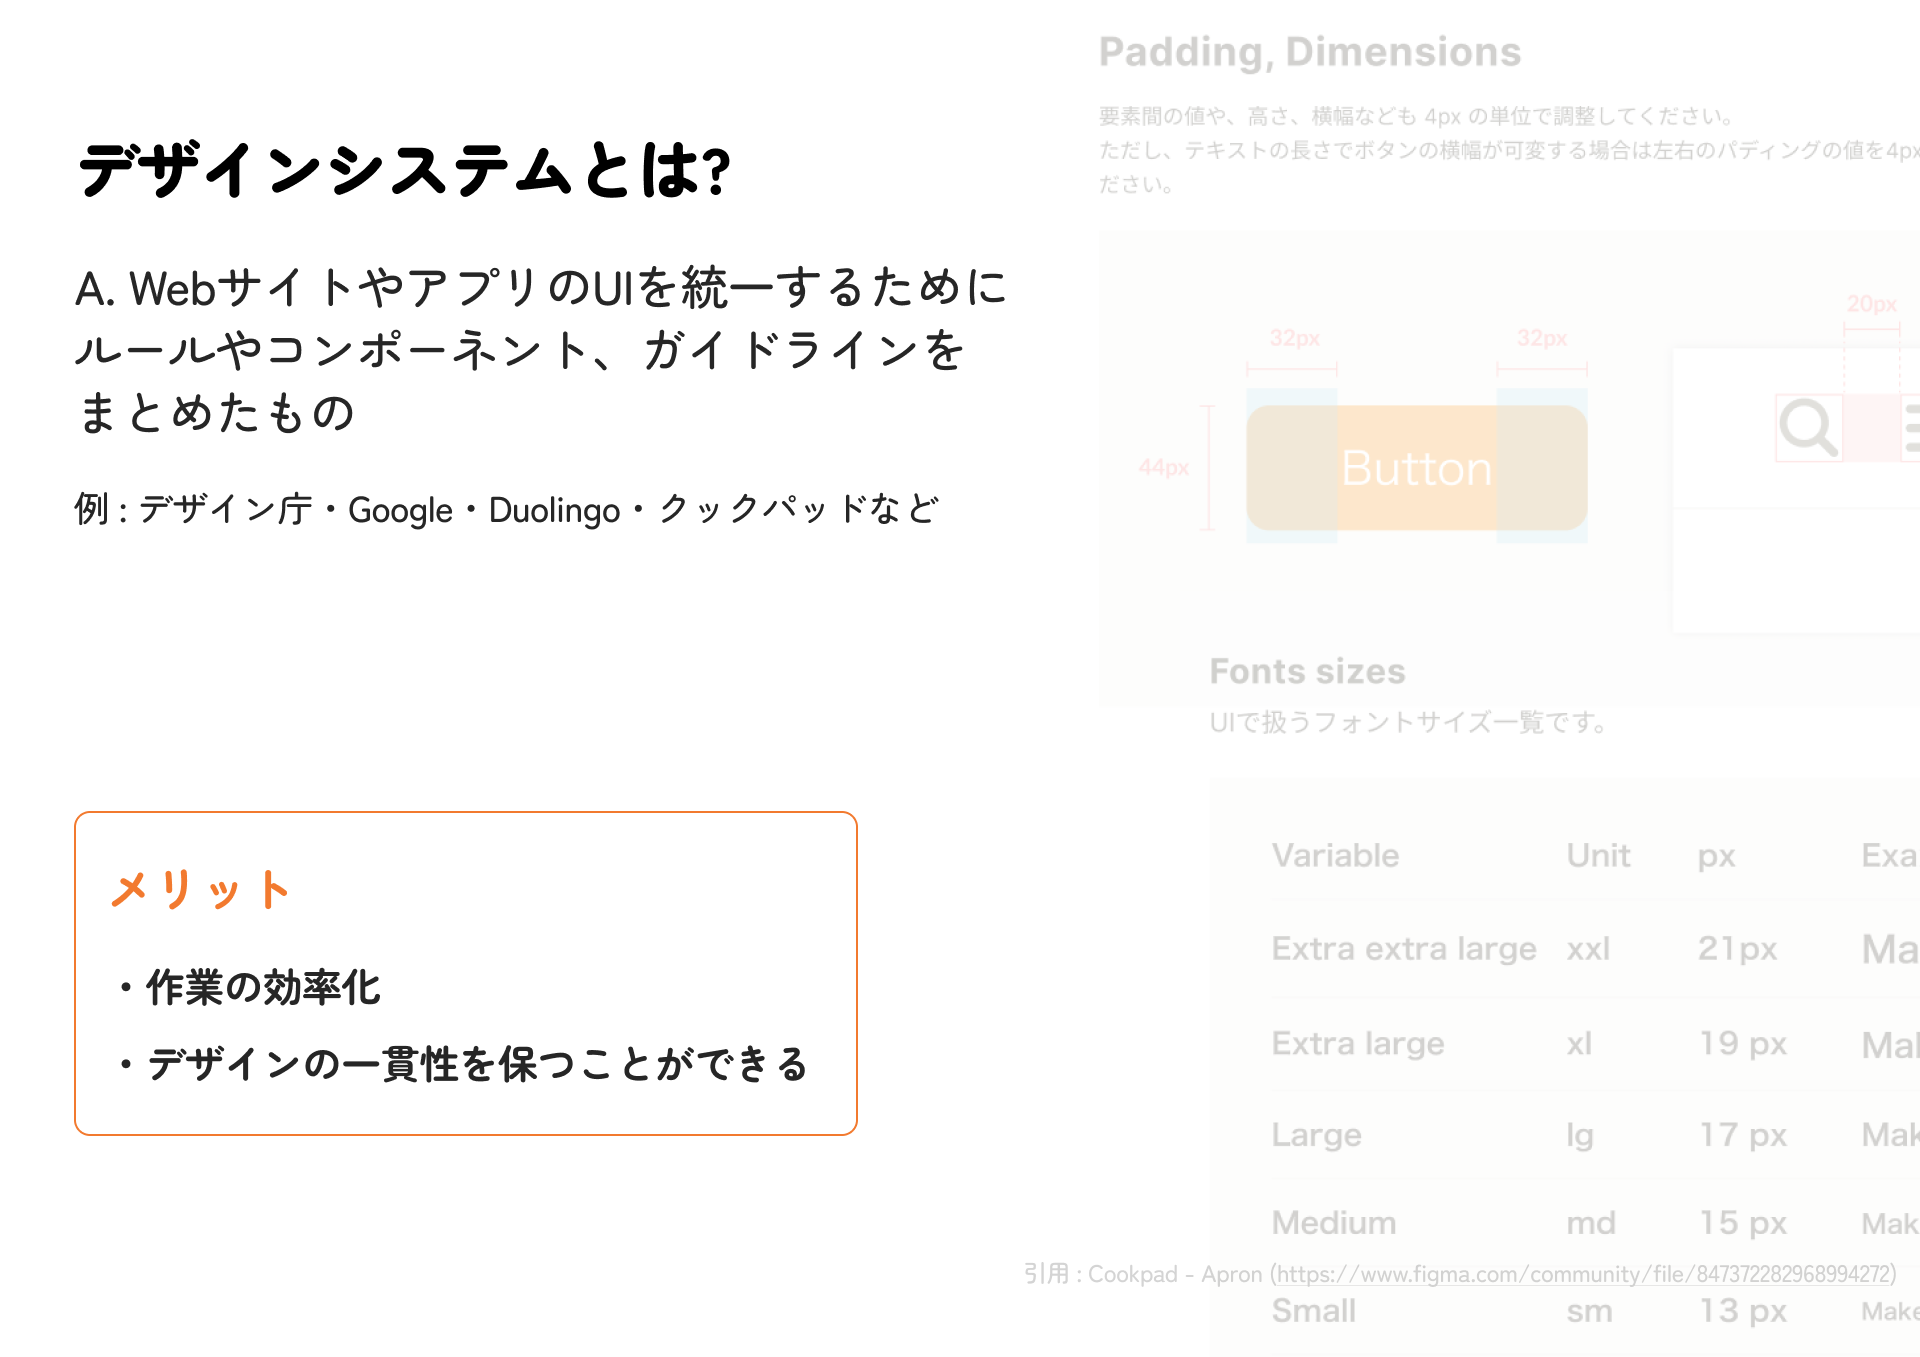 デザインシステムとは?
A. WebサイトやアプリのUIを統一するために
ルールやコンポーネント、ガイドラインを
まとめたもの
例 : デザイン庁・Google・Duolingo・クックパッドなど
メリット
・作業の効率化
・デザインの一貫性を保つことができる
Padding, Dimensions
要素間の値や、高さ、横幅なども 4px の単位で調整してください。
ただし、テキストの長さでボタンの横幅が可変する場合は左右のパディングの値を4px
ださい。
20px
32px 32px
44px
Button
Fonts sizes
UIで扱うフォントサイズ一覧です。
Variable Unit px Exa
Extra extra large xxl 21px Ma
Extra large xl 19 px Mak
Large lg 17 px Mak
Medium md 15 px Mak
引用 : Cookpad - Apron (https://www.figma.com/community/file/847372282968994272)
Small sm 13 px Make